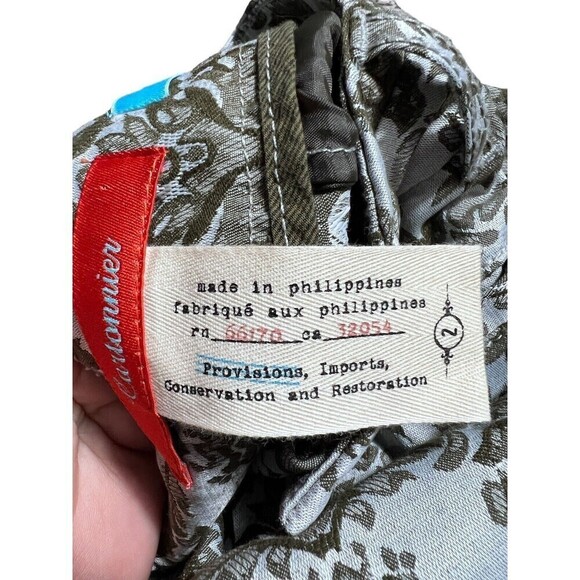 Cartonnier
made in philippines
fabriqué aux philippines
rn 66170 ca 32054
Provisions, Imports,
Conservation and Restoration
2